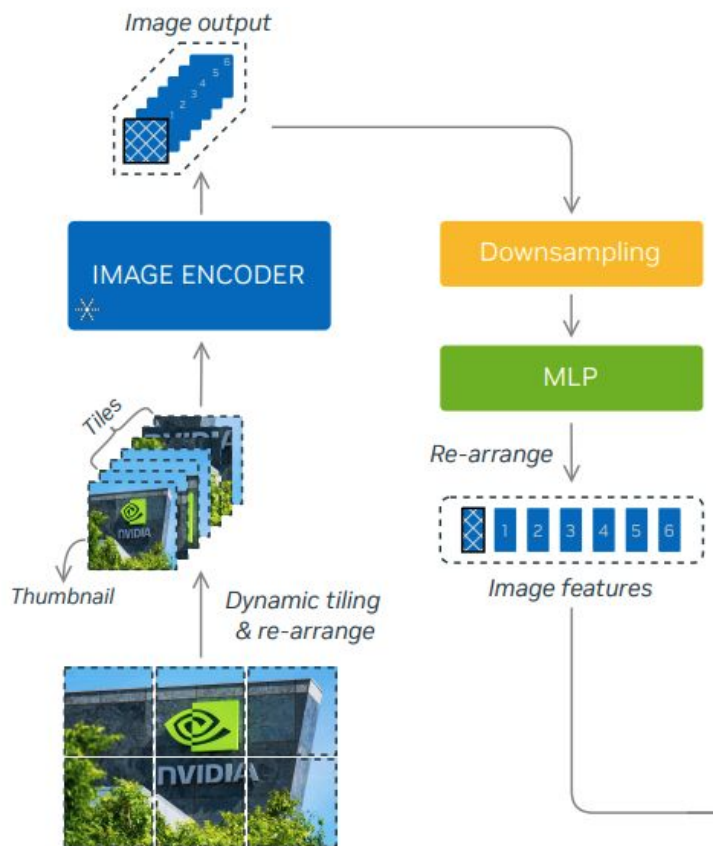 Image output
1
2
3
4
5
6
IMAGE ENCODER
Downsampling
MLP
Re-arrange
Tiles
NVIDIA
NVIDIA
Thumbnail
1 2 3 4 5 6
Image features
Dynamic tiling
& re-arrange
NVIDIA